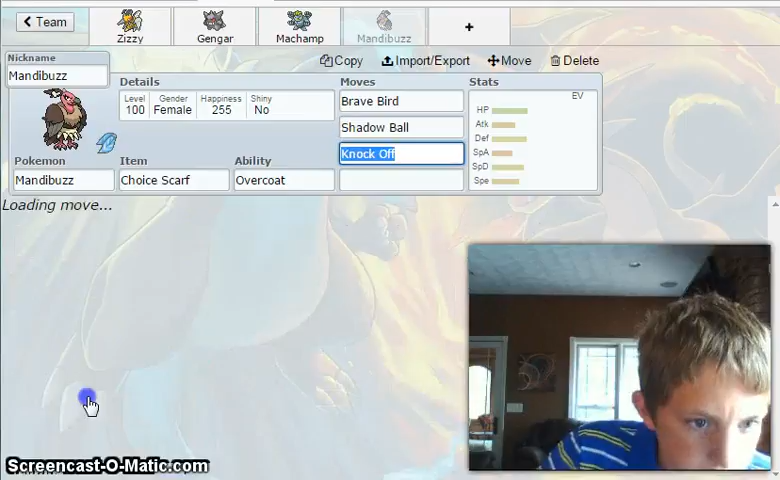 Team
Zizzy
Gengar
Machamp
Mandibuzz
+
Copy
Import/Export
Move
Delete
Nickname
Mandibuzz
Details
Level
100
Gender
Female
Happiness
255
Shiny
No
Moves
Brave Bird
Shadow Ball
Knock Off
Stats
EV
HP
Atk
Def
SpA
SpD
Spe
Pokemon
Mandibuzz
Item
Choice Scarf
Ability
Overcoat
Loading move...
Screencast-O-Matic.com